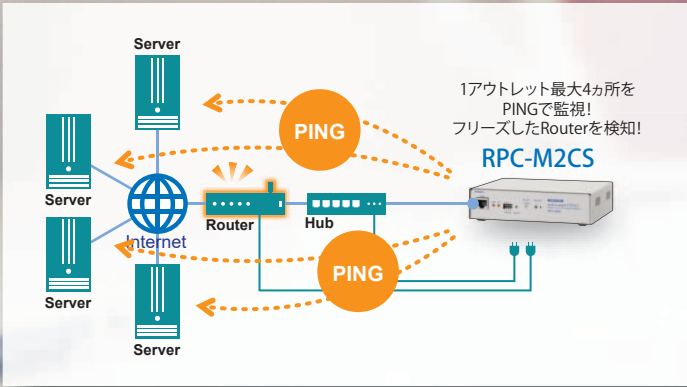 Server
1アウトレット最大4ヵ所を
PINGで監視!
フリーズしたRouterを検知!
RPC-M2CS
PING
Server
Router
Hub
Internet
PING
Server
Server